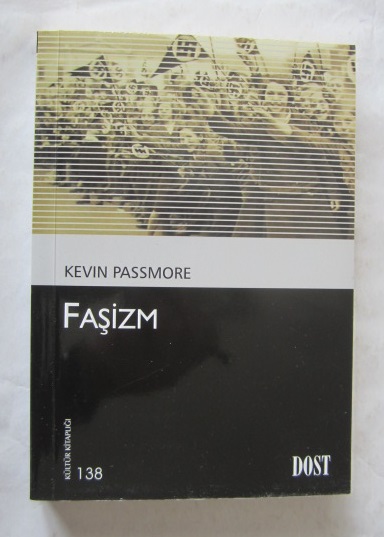 KEVIN PASSMORE
FAŞİZM
KÜLTÜR KİTAPLIĞI
138
DOST